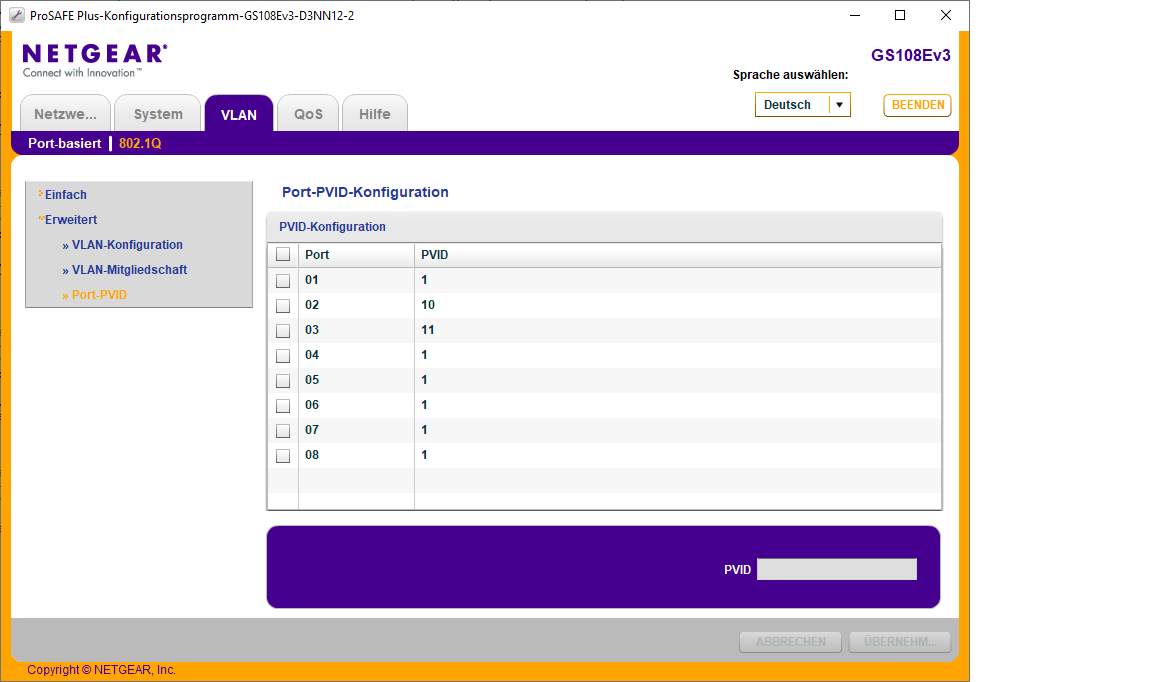 ProSAFE Plus-Konfigurationsprogramm-GS108Ev3-D3NN12-2
NETGEAR®
Connect with Innovation™
GS108Ev3
Sprache auswählen:
Deutsch
BEENDEN
Netzwe...
System
VLAN
QoS
Hilfe
Port-basiert | 802.1Q
Einfach
Erweitert
» VLAN-Konfiguration
» VLAN-Mitgliedschaft
» Port-PVID
Port-PVID-Konfiguration
PVID-Konfiguration
Port PVID
01 1
02 10
03 11
04 1
05 1
06 1
07 1
08 1
PVID
ABBRECHEN
ÜBERNEHM...
Copyright © NETGEAR, Inc.